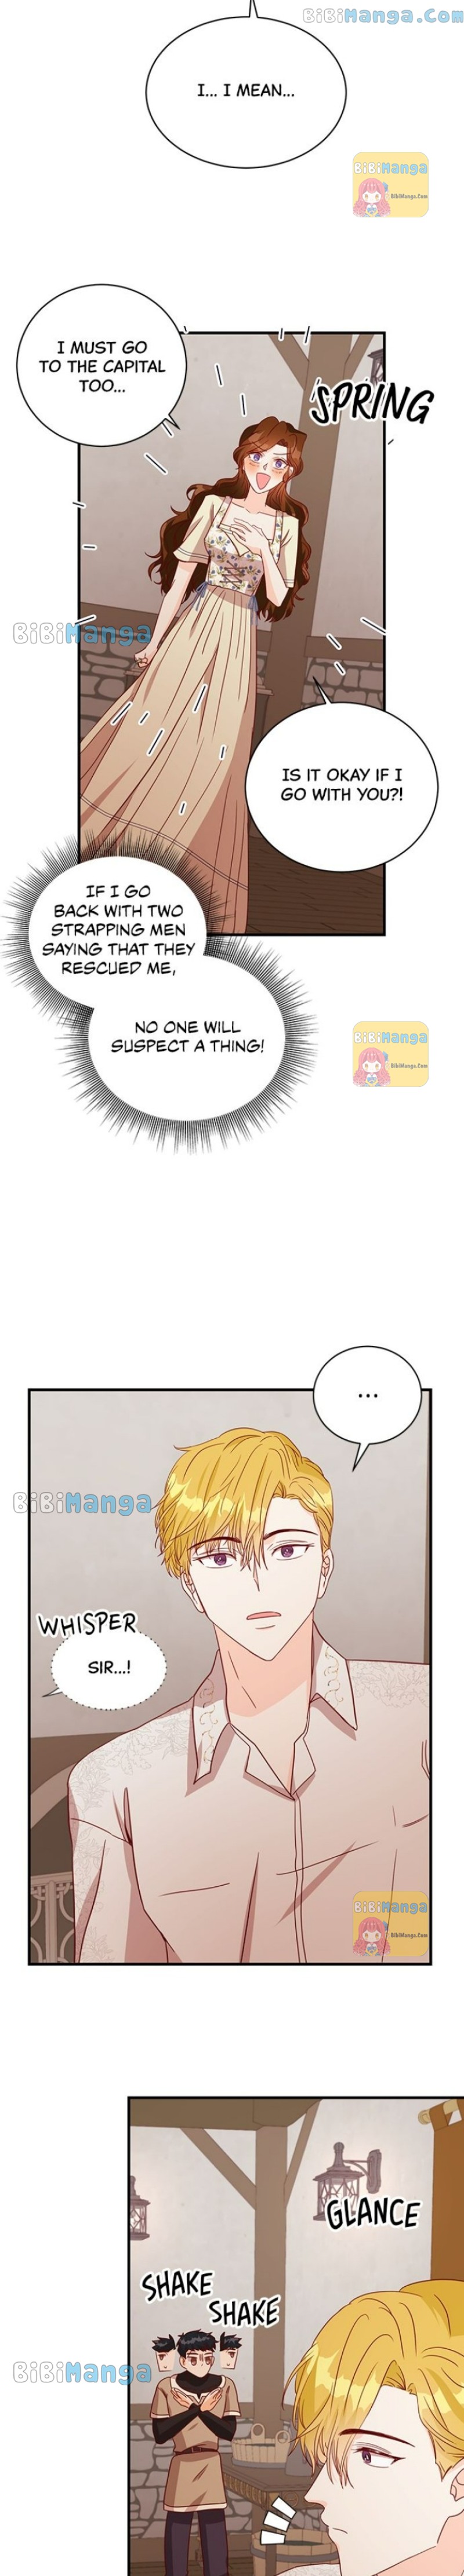 BiBiManga.Com
I... I MEAN...
BiBiManga
BibiManga.Com
I MUST GO
TO THE CAPITAL
TOO...
SPRING
BiBiManga
IS IT OKAY IF I
GO WITH YOU?!
IF I GO
BACK WITH TWO
STRAPPING MEN
SAYING THAT THEY
RESCUED ME,
NO ONE WILL
SUSPECT A THING!
BiBiManga
BibiManga.Com
...
BiBiManga
WHISPER
SIR...!
BiBiManga
BibiManga.Com
GLANCE
SHAKE
SHAKE
BiBiManga